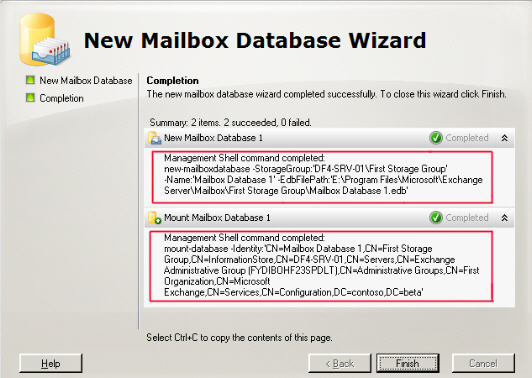 New Mailbox Database Wizard
New Mailbox Database
Completion
Completion
The new mailbox database wizard completed successfully. To close this wizard click Finish.
Summary: 2 items. 2 succeeded, 0 failed.
New Mailbox Database 1
Completed
Management Shell command completed:
new-mailboxdatabase -StorageGroup:'DF4-SRV-01\First Storage Group'
-Name:'Mailbox Database 1' -EdbFilePath:'E:\Program Files\Microsoft\Exchange
Server\Mailbox\First Storage Group\Mailbox Database 1.edb'
Mount Mailbox Database 1
Completed
Management Shell command completed:
mount-database -Identity:'CN=Mailbox Database 1,CN=First Storage
Group,CN=InformationStore,CN=DF4-SRV-01,CN=Servers,CN=Exchange
Administrative Group (FYDIBOHF23SPDLT),CN=Administrative Groups,CN=First
Organization,CN=Microsoft
Exchange,CN=Services,CN=Configuration,DC=contoso,DC=beta'
Select Ctrl+C to copy the contents of this page.
Help
< Back
Finish
Cancel